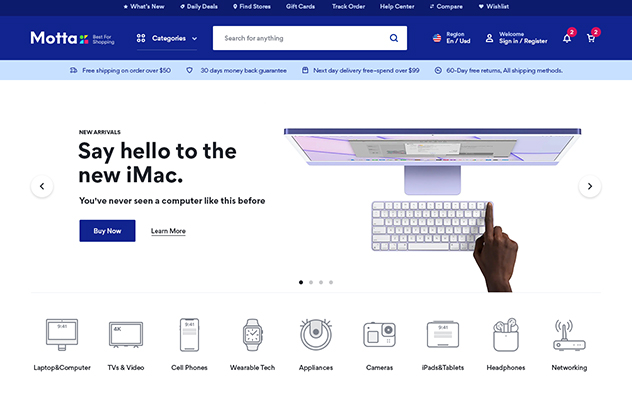 What's New
Daily Deals
Find Stores
Gift Cards
Track Order
Help Center
Compare
Wishlist
Motta
Best For
Shopping
Categories
Search for anything
Region
En / Usd
Welcome
Sign in / Register
2
2
Free shipping on order over $50
30 days money back guarantee
Next day delivery free–spend over $99
60-Day free returns, All shipping methods.
NEW ARRIVALS
Say hello to the
new iMac.
You've never seen a computer like this before
Buy Now
Learn More
9:41
4K
9:41
9:41
Laptop&Computer
TVs & Video
Cell Phones
Wearable Tech
Appliances
Cameras
iPads&Tablets
Headphones
Networking